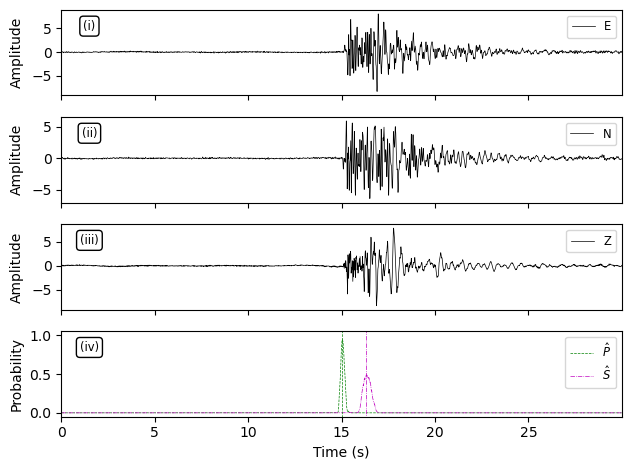 Amplitude
5
0
−5
(i)
E
Amplitude
5
0
−5
(ii)
N
Amplitude
5
0
−5
(iii)
Z
Probability
1.0
0.5
0.0
(iv)
P̂
Ŝ
0 5 10 15 20 25
Time (s)